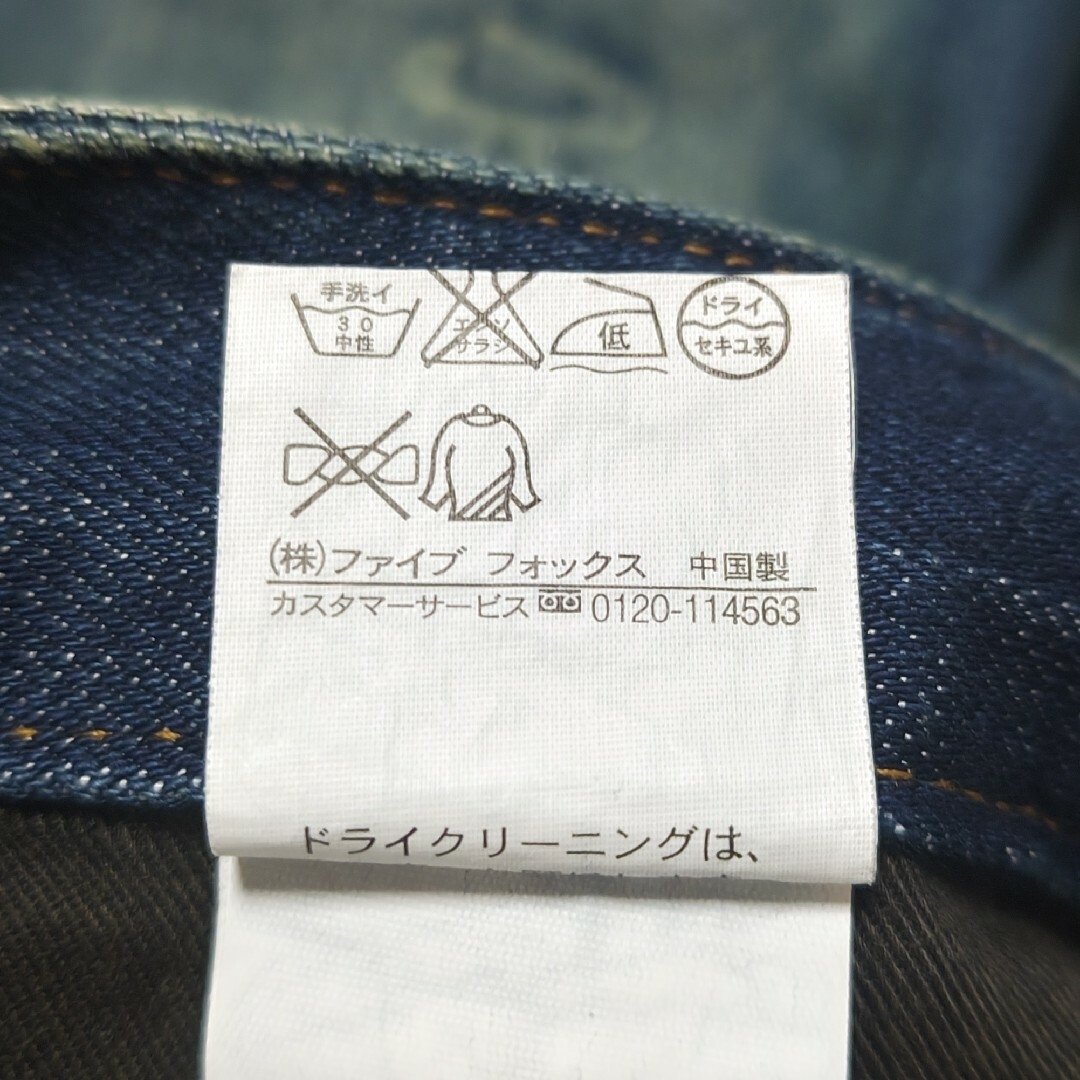 手洗イ
30
中性
エンソ
サラシ
低
ドライ
セキユ系
(株)ファイブ フォックス 中国製
カスタマーサービス 0120-114563
ドライクリーニングは、